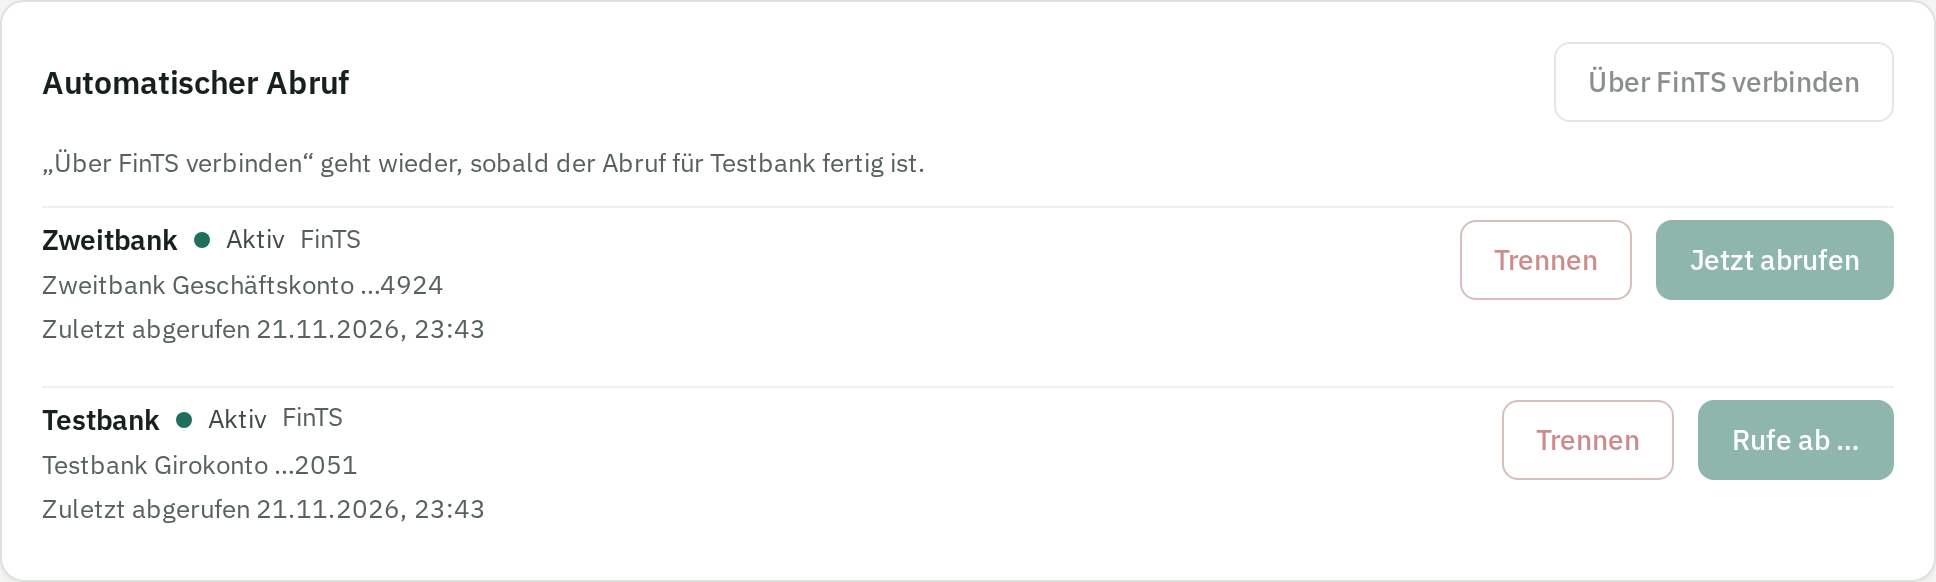 Automatischer Abruf
Über FinTS verbinden
„Über FinTS verbinden“ geht wieder, sobald der Abruf für Testbank fertig ist.
Zweitbank Aktiv FinTS
Trennen
Jetzt abrufen
Zweitbank Geschäftskonto …4924
Zuletzt abgerufen 21.11.2026, 23:43
Testbank Aktiv FinTS
Trennen
Rufe ab …
Testbank Girokonto …2051
Zuletzt abgerufen 21.11.2026, 23:43